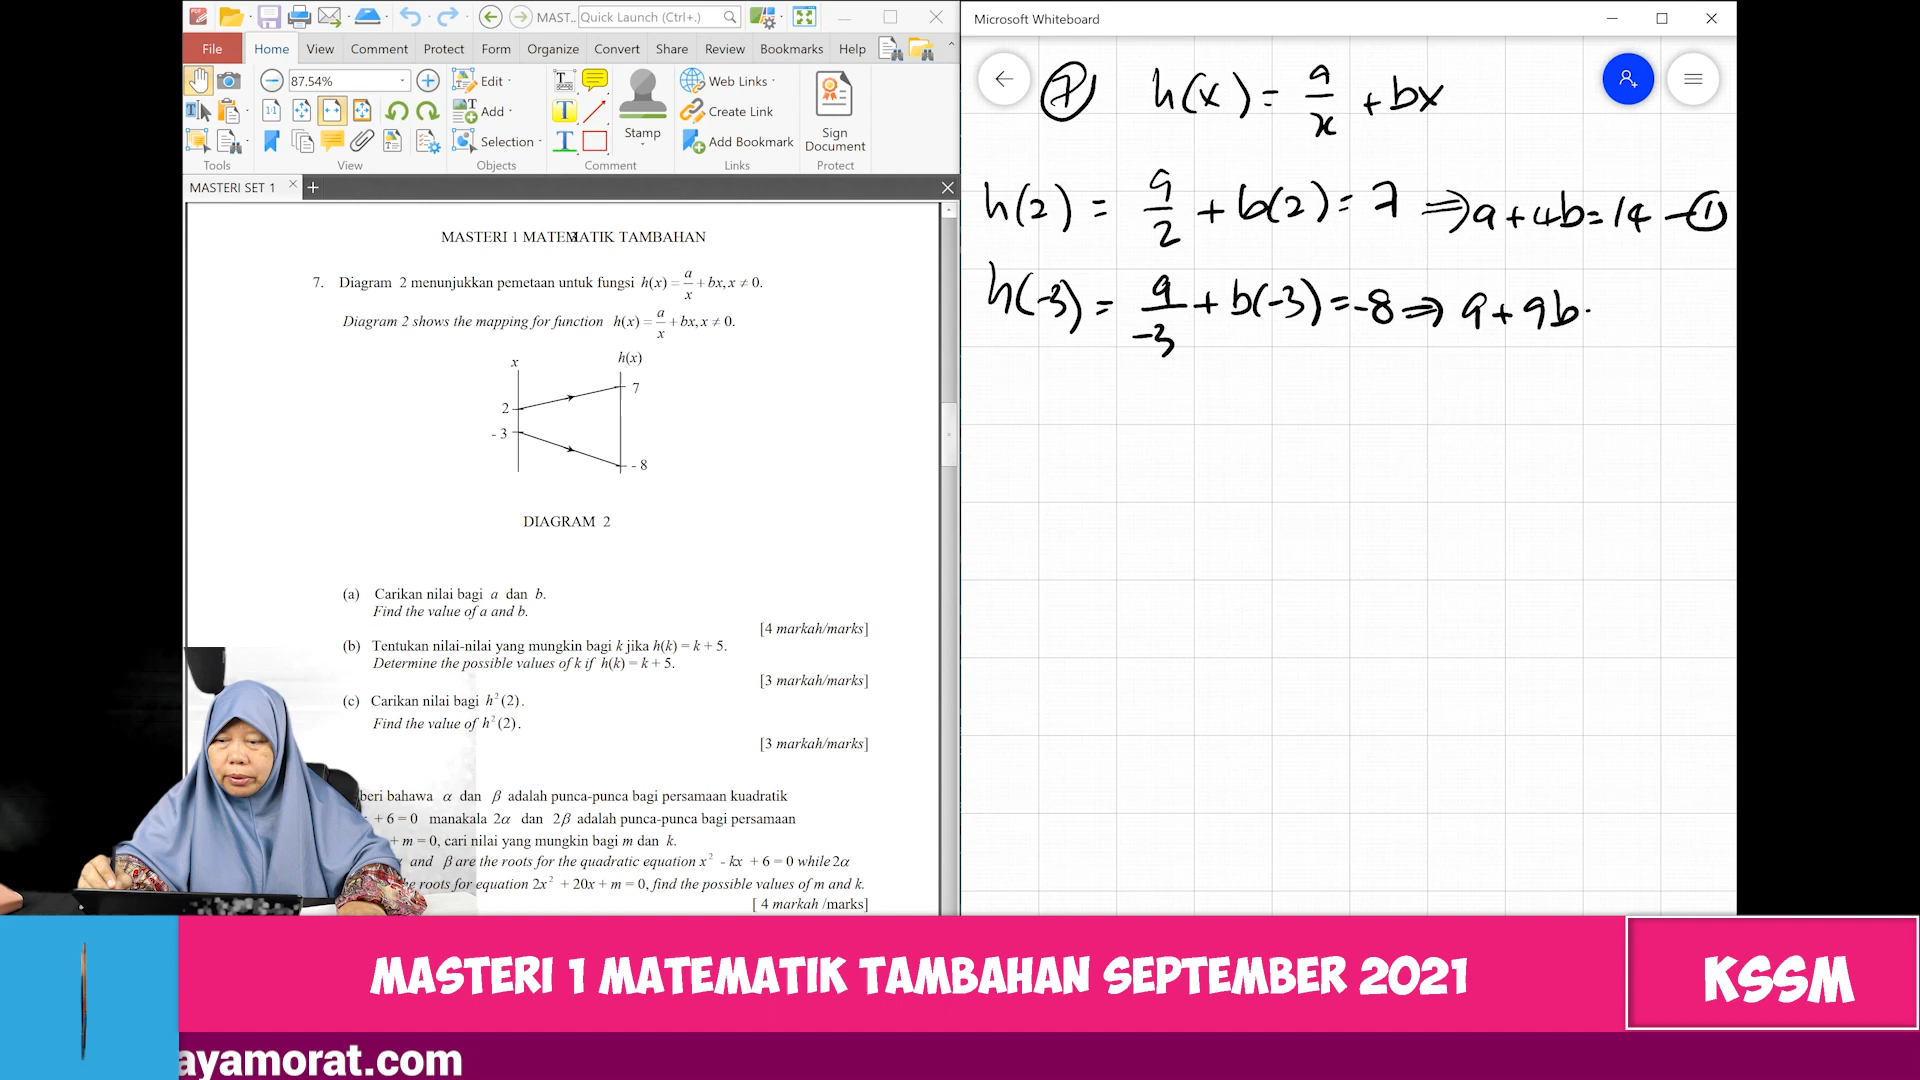 MAST.. Quick Launch (Ctrl+.)
File Home View Comment Protect Form Organize Convert Share Review Bookmarks Help
87.54%
Edit
Add
Selection
Stamp
Web Links
Create Link
Add Bookmark
Sign Document
Tools View Objects Comment Links Protect
MASTERI SET 1
MASTERI 1 MATEMATIK TAMBAHAN
7. Diagram 2 menunjukkan pemetaan untuk fungsi h(x) = a/x + bx, x ≠ 0.
Diagram 2 shows the mapping for function h(x) = a/x + bx, x ≠ 0.
x h(x)
7
2
- 3
- 8
DIAGRAM 2
(a) Carikan nilai bagi a dan b.
Find the value of a and b.
[4 markah/marks]
(b) Tentukan nilai-nilai yang mungkin bagi k jika h(k) = k + 5.
Determine the possible values of k if h(k) = k + 5.
[3 markah/marks]
(c) Carikan nilai bagi h²(2).
Find the value of h²(2).
[3 markah/marks]
beri bahawa α dan β adalah punca-punca bagi persamaan kuadratik
+ 6 = 0 manakala 2α dan 2β adalah punca-punca bagi persamaan
+ m = 0, cari nilai yang mungkin bagi m dan k.
and β are the roots for the quadratic equation x² - kx + 6 = 0 while 2α
roots for equation 2x² + 20x + m = 0, find the possible values of m and k.
[ 4 markah /marks]
Microsoft Whiteboard
7 h(x) = a/x + bx
h(2) = a/2 + b(2) = 7 ⇒ a + 4b = 14 — ①
h(-3) = a/-3 + b(-3) = -8 ⇒ a + 9b
MASTERI 1 MATEMATIK TAMBAHAN SEPTEMBER 2021
KSSM
ayamorat.com